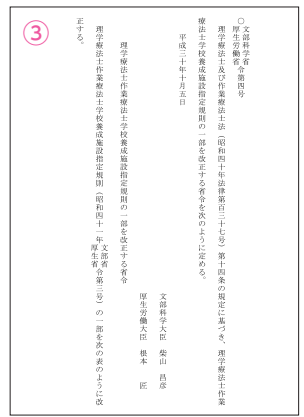 ③
○文部科学省
厚生労働省令第四号
理学療法士及び作業療法士法（昭和四十年法律第百三十七号）第十四条の規定に基づき、理学療法士作業
療法士学校養成施設指定規則の一部を改正する省令を次のように定める。
平成三十年十月五日
文部科学大臣 柴山 昌彦
厚生労働大臣 根本 匠
理学療法士作業療法士学校養成施設指定規則の一部を改正する省令
理学療法士作業療法士学校養成施設指定規則（昭和四十一年文部省厚生省令第三号）の一部を次の表のように改
正する。